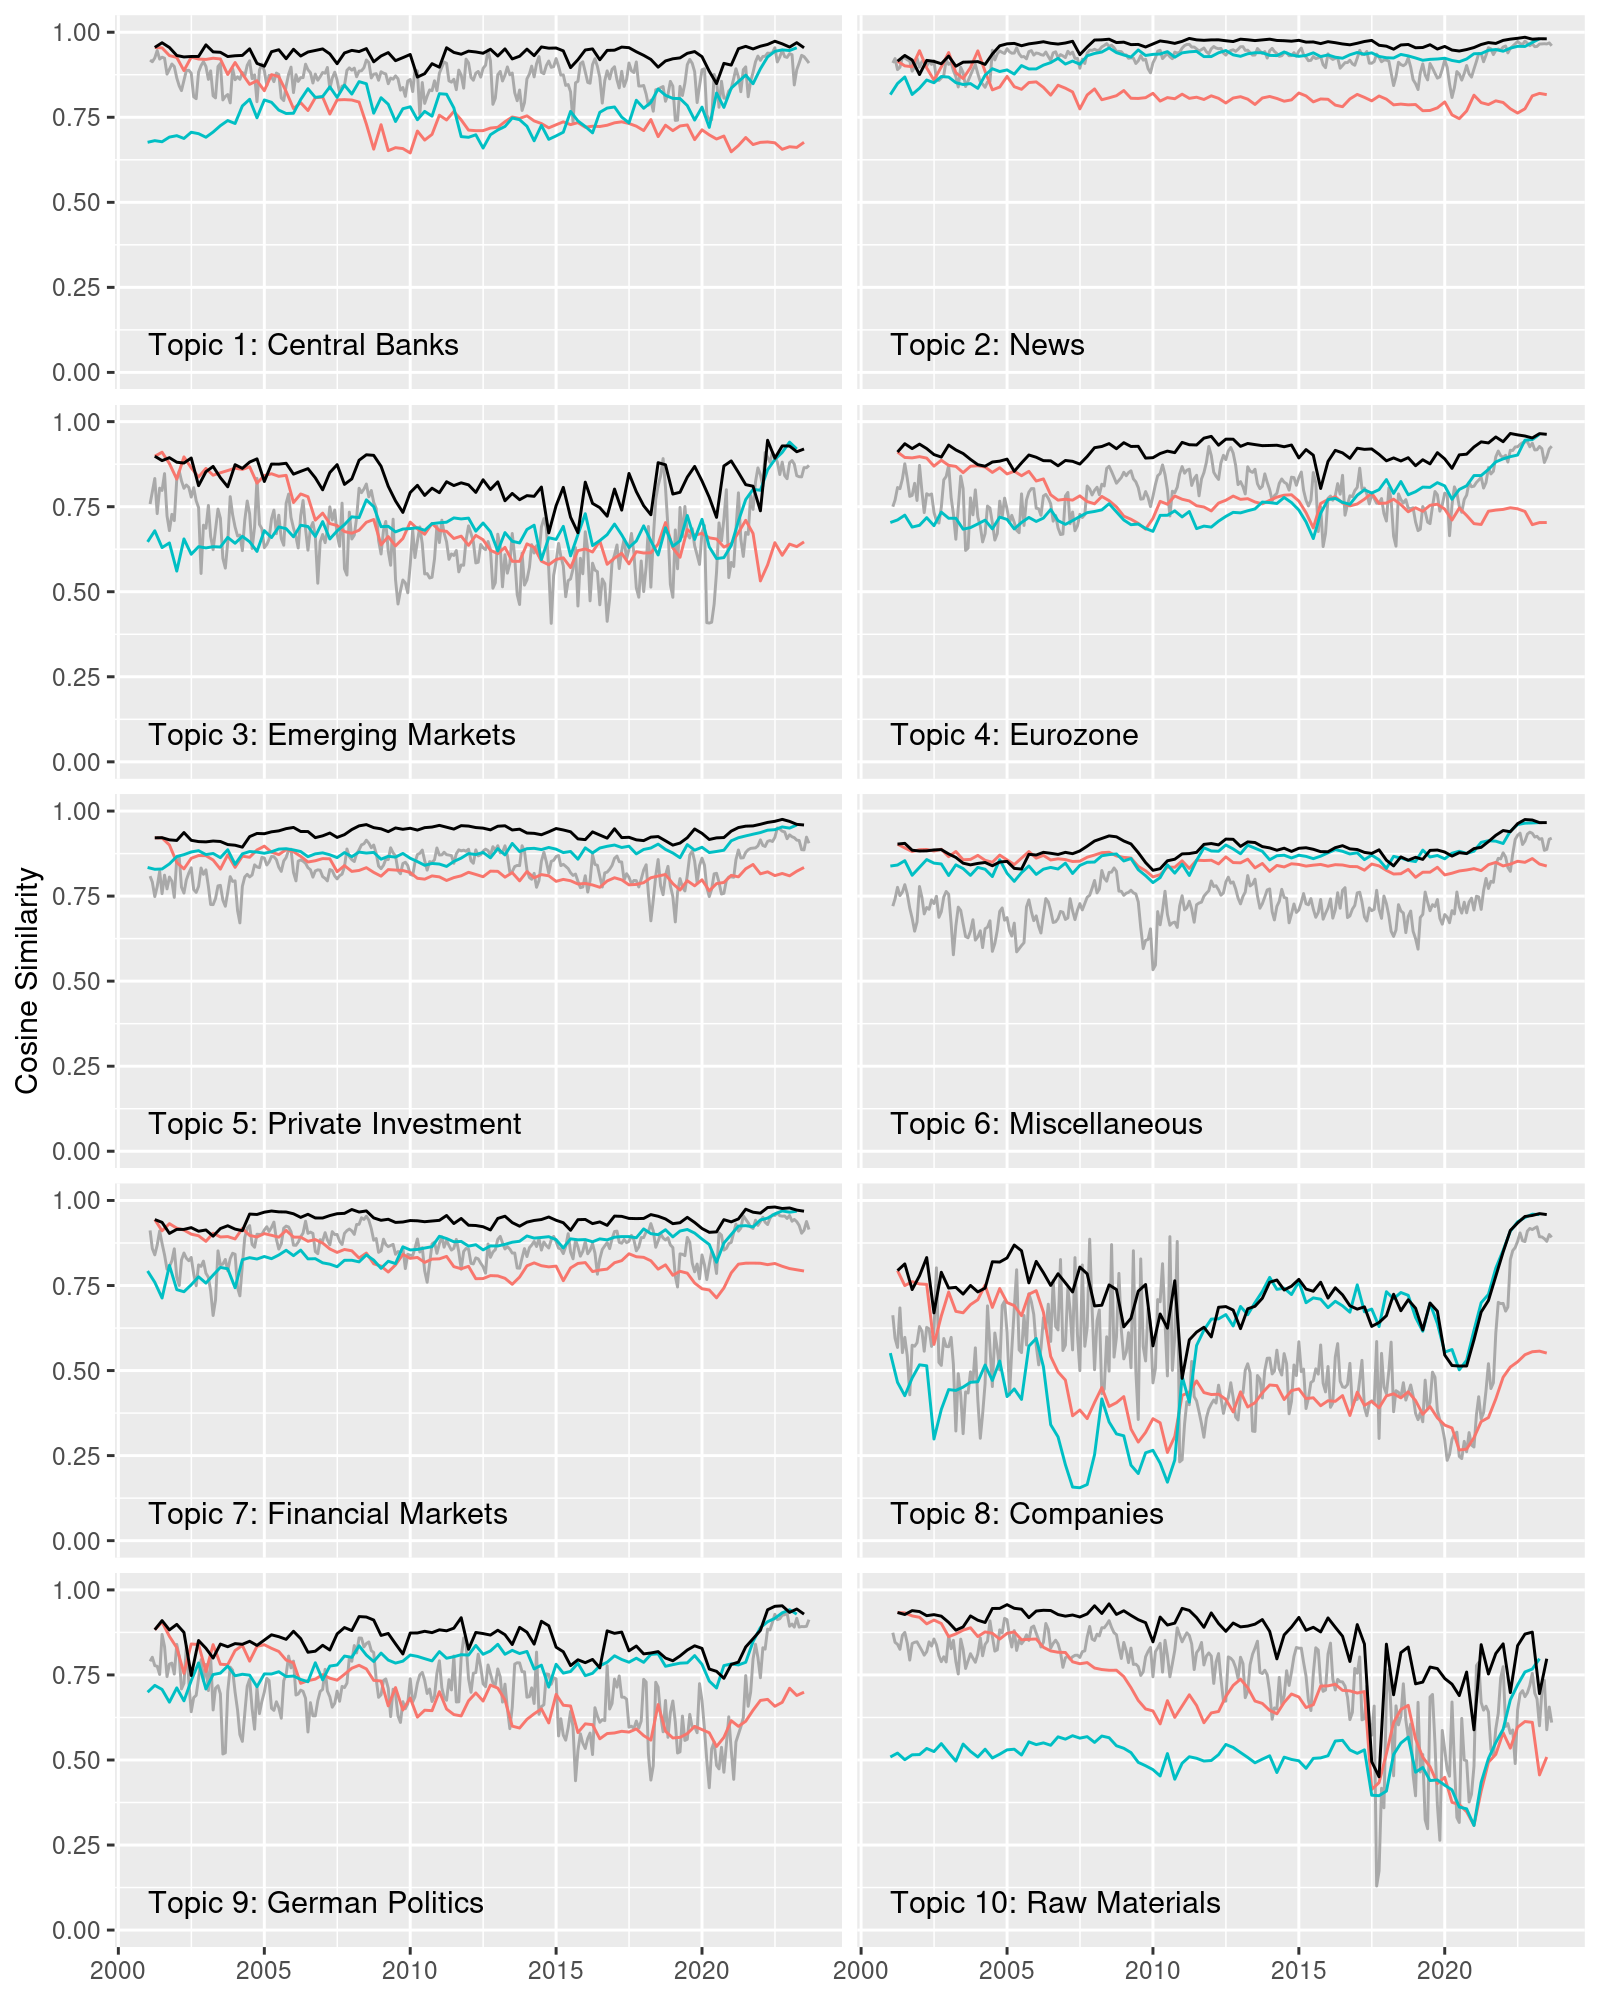 1.00
0.75
0.50
0.25
0.00
Topic 1: Central Banks
Topic 2: News
1.00
0.75
0.50
0.25
0.00
Topic 3: Emerging Markets
Topic 4: Eurozone
Cosine Similarity
1.00
0.75
0.50
0.25
0.00
Topic 5: Private Investment
Topic 6: Miscellaneous
1.00
0.75
0.50
0.25
0.00
Topic 7: Financial Markets
Topic 8: Companies
1.00
0.75
0.50
0.25
0.00
Topic 9: German Politics
Topic 10: Raw Materials
2000 2005 2010 2015 2020 2000 2005 2010 2015 2020